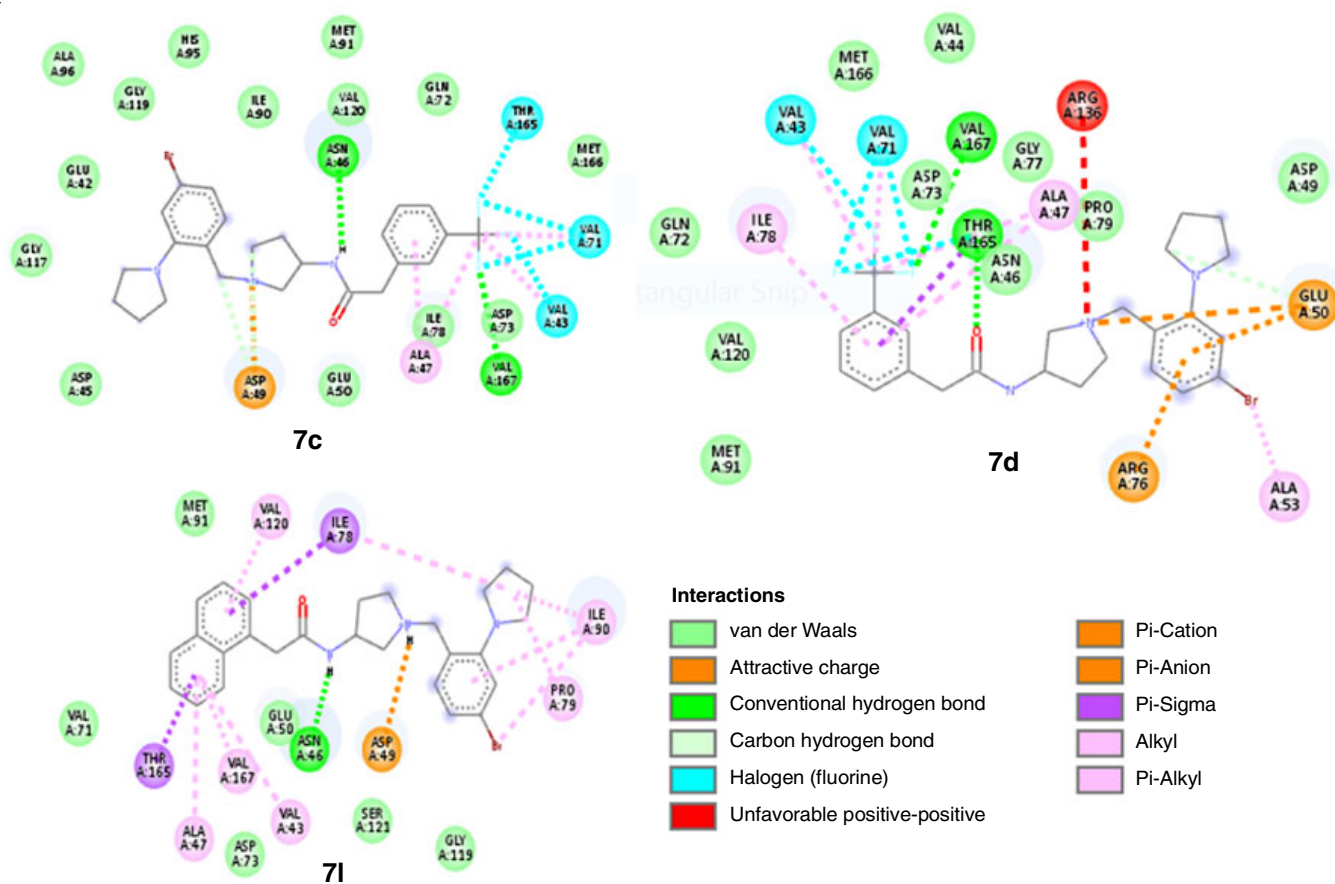 MET
A:91
HIS
A:95
ALA
A:96
GLY
A:119
ILE
A:90
VAL
A:120
GLN
A:72
THR
A:165
ASN
A:46
MET
A:166
Br
GLU
A:42
GLY
A:117
H
N
N
N
O
VAL
A:71
ILE
A:78
ASP
A:73
VAL
A:43
ALA
A:47
VAL
A:167
ASP
A:45
ASP
A:49
GLU
A:50
7c
VAL
A:44
MET
A:166
VAL
A:43
VAL
A:71
VAL
A:167
ARG
A:136
GLY
A:77
ASP
A:49
ASP
A:73
ALA
A:47
PRO
A:79
GLN
A:72
ILE
A:78
THR
A:165
ASN
A:46
tangular Snip
GLU
A:50
N
N
N
O
VAL
A:120
Br
MET
A:91
ARG
A:76
ALA
A:53
7d
MET
A:91
VAL
A:120
ILE
A:78
O
N
H
N
H
N
ILE
A:90
PRO
A:79
Br
VAL
A:71
GLU
A:50
ASN
A:46
ASP
A:49
THR
A:165
VAL
A:167
VAL
A:43
ALA
A:47
ASP
A:73
SER
A:121
GLY
A:119
7l
Interactions
van der Waals
Attractive charge
Conventional hydrogen bond
Carbon hydrogen bond
Halogen (fluorine)
Unfavorable positive-positive
Pi-Cation
Pi-Anion
Pi-Sigma
Alkyl
Pi-Alkyl